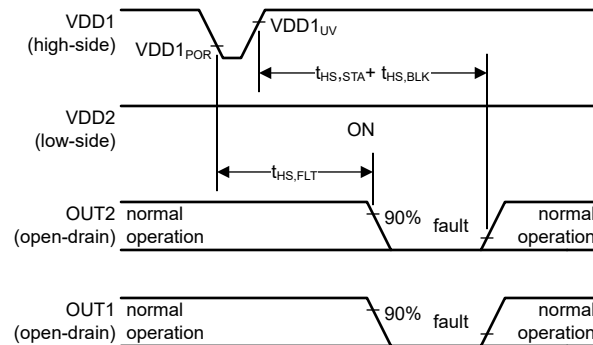 VDD1
(high-side)
VDD1POR
VDD1UV
tHS,STA+ tHS,BLK
VDD2
(low-side)
ON
tHS,FLT
OUT2
(open-drain)
normal
operation
90%
fault
normal
operation
OUT1
(open-drain)
normal
operation
90%
fault
normal
operation